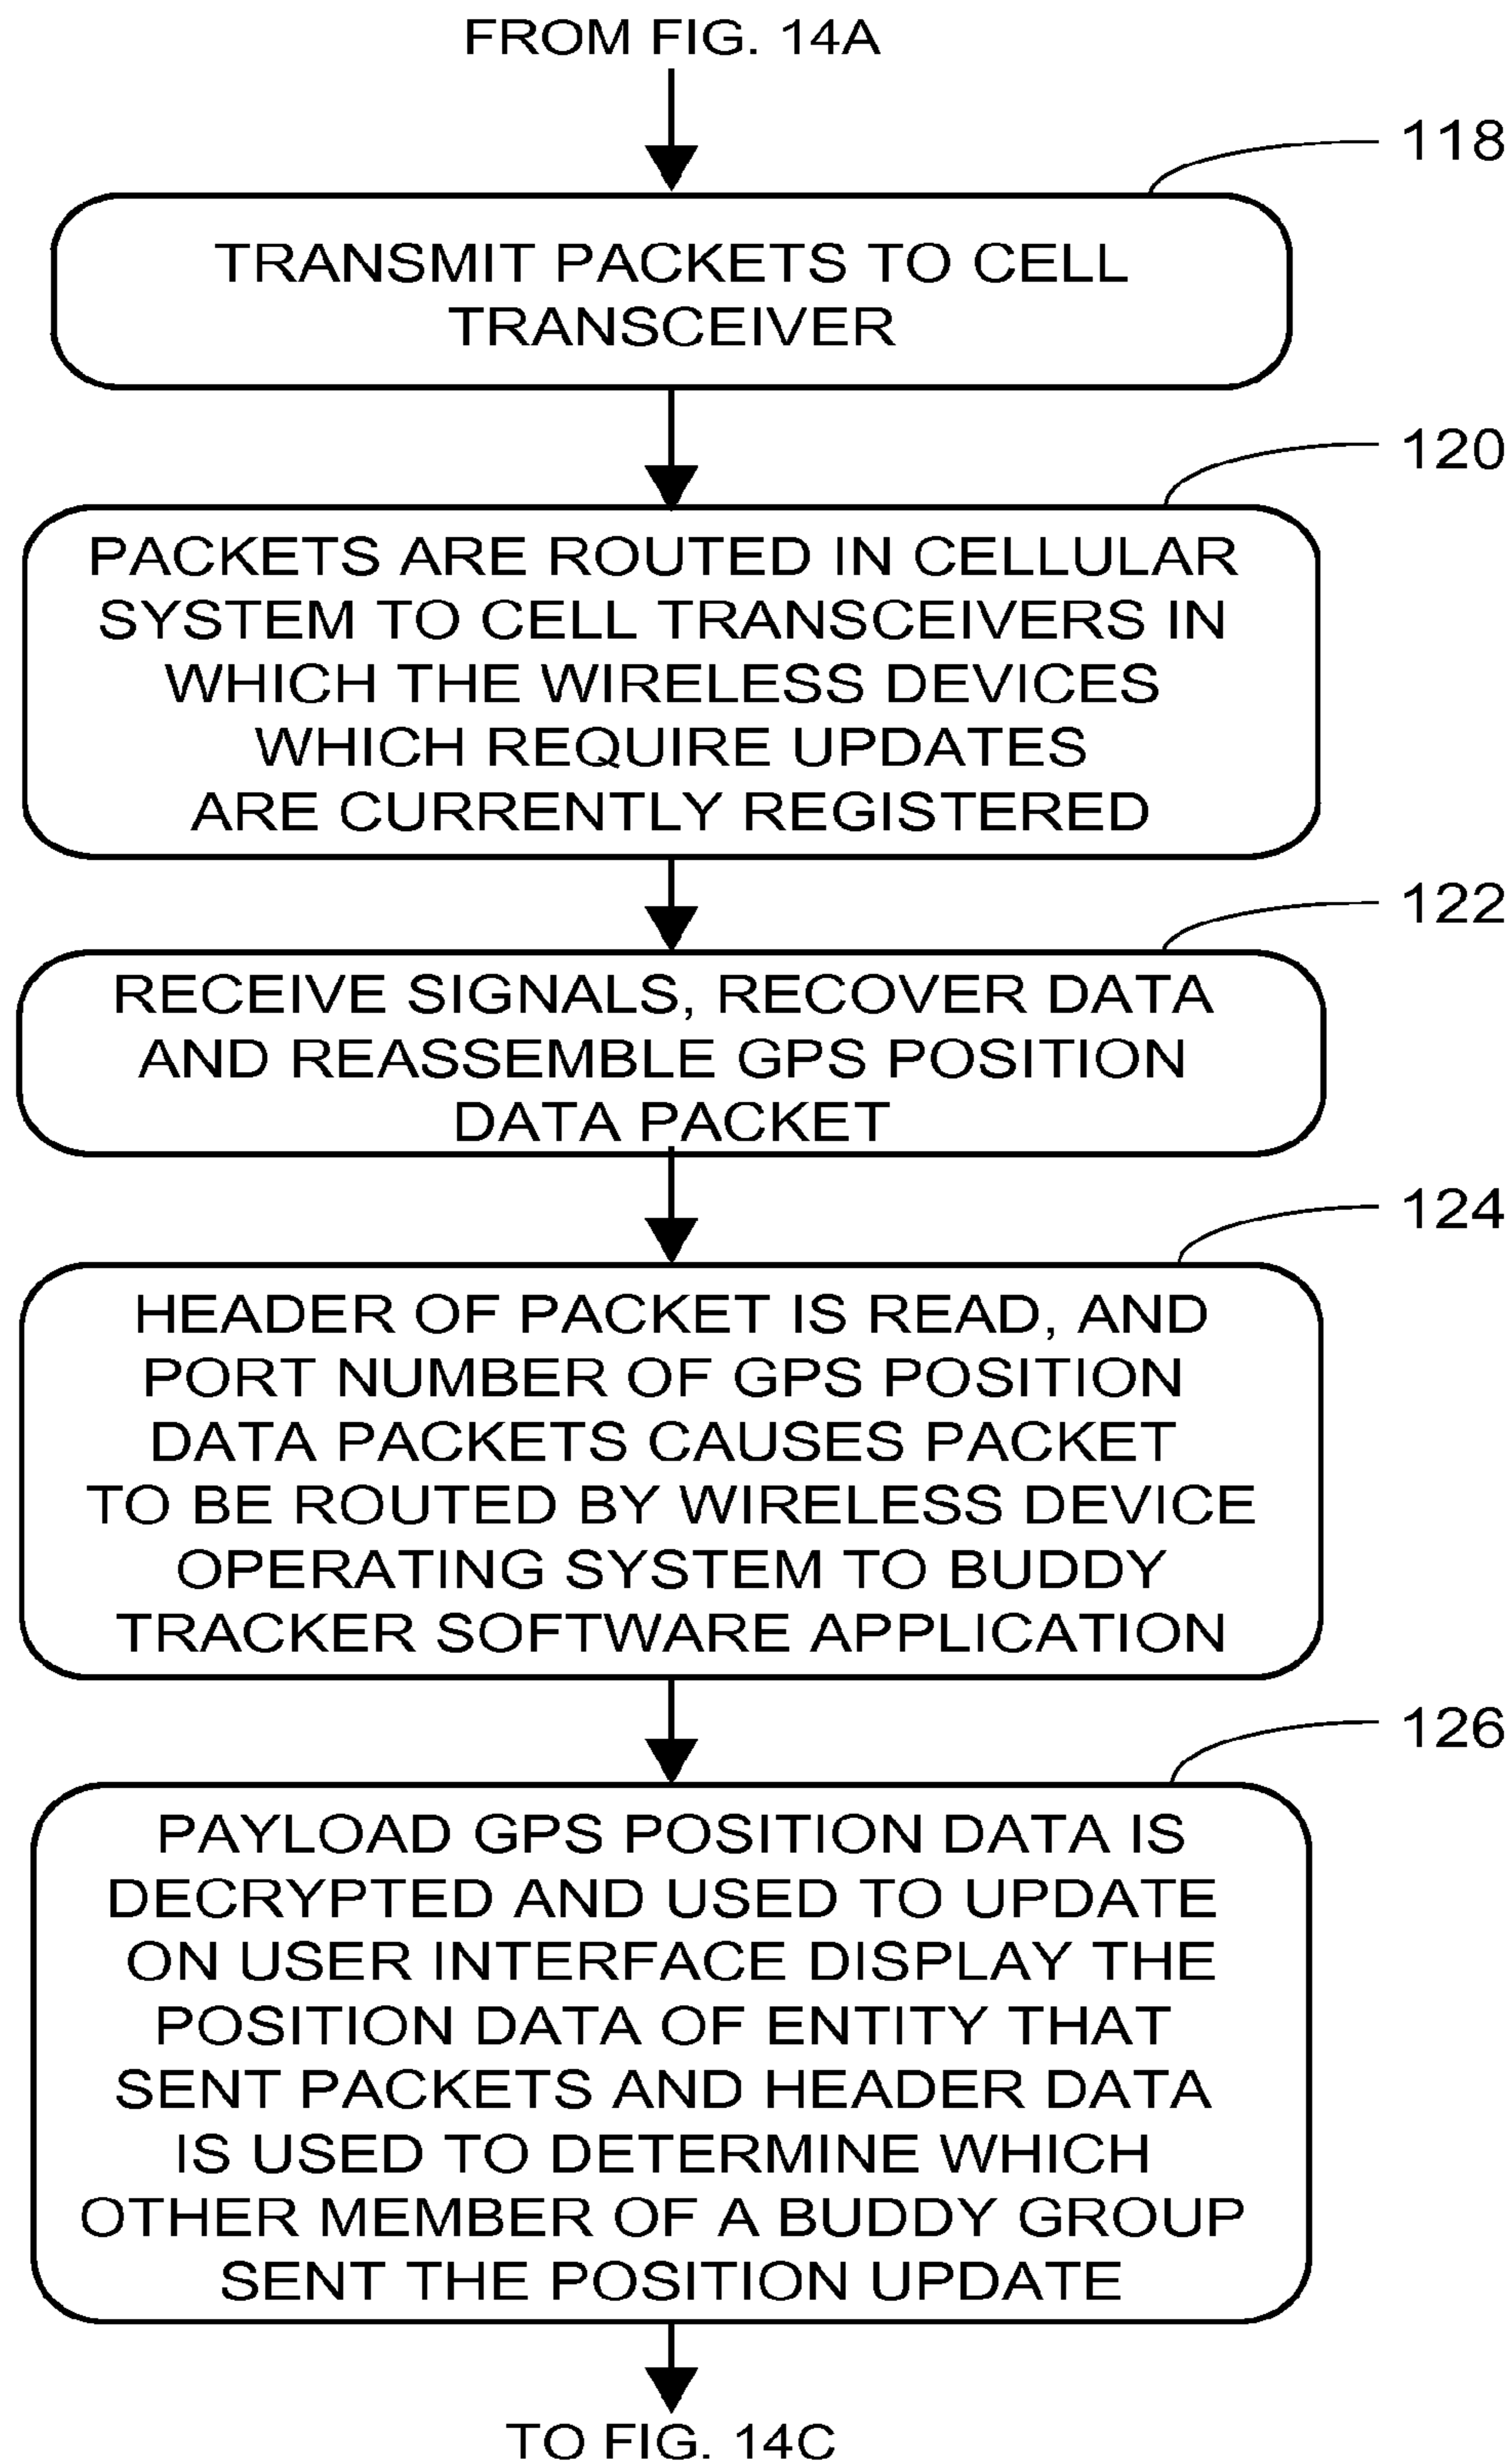 FROM FIG. 14A
118
TRANSMIT PACKETS TO CELL
TRANSCEIVER
120
PACKETS ARE ROUTED IN CELLULAR
SYSTEM TO CELL TRANSCEIVERS IN
WHICH THE WIRELESS DEVICES
WHICH REQUIRE UPDATES
ARE CURRENTLY REGISTERED
122
RECEIVE SIGNALS, RECOVER DATA
AND REASSEMBLE GPS POSITION
DATA PACKET
124
HEADER OF PACKET IS READ, AND
PORT NUMBER OF GPS POSITION
DATA PACKETS CAUSES PACKET
TO BE ROUTED BY WIRELESS DEVICE
OPERATING SYSTEM TO BUDDY
TRACKER SOFTWARE APPLICATION
126
PAYLOAD GPS POSITION DATA IS
DECRYPTED AND USED TO UPDATE
ON USER INTERFACE DISPLAY THE
POSITION DATA OF ENTITY THAT
SENT PACKETS AND HEADER DATA
IS USED TO DETERMINE WHICH
OTHER MEMBER OF A BUDDY GROUP
SENT THE POSITION UPDATE
TO FIG. 14C